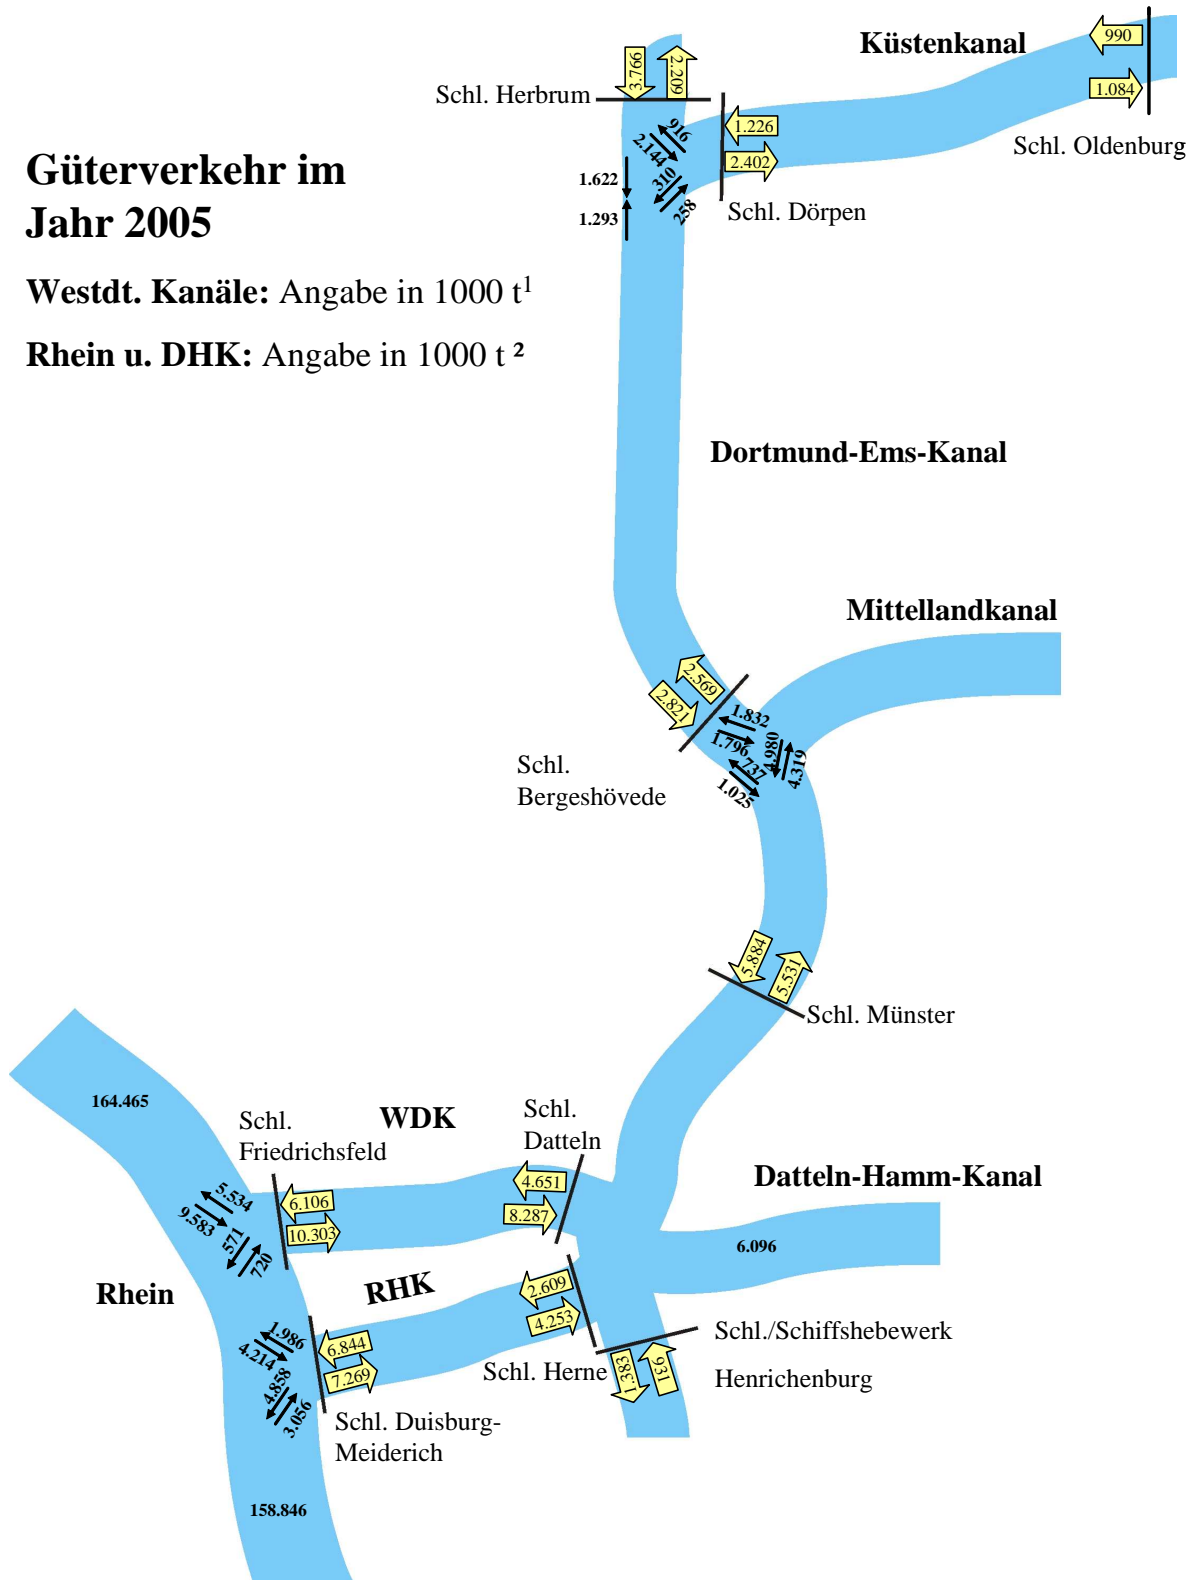 Küstenkanal
990
1.084
Schl. Oldenburg
3.766
2.209
Schl. Herbrum
1.226
2.402
Schl. Dörpen
916
2.144
310
258
1.622
1.293
Güterverkehr im
Jahr 2005
Westdt. Kanäle: Angabe in 1000 t¹
Rhein u. DHK: Angabe in 1000 t ²
Dortmund-Ems-Kanal
Mittellandkanal
2.569
2.821
1.832
1.796
4.980
4.319
737
1.025
Schl.
Bergeshövede
5.884
5.531
Schl. Münster
164.465
WDK
Schl.
Friedrichsfeld
Schl.
Datteln
6.106
10.303
4.651
8.287
5.534
9.583
571
720
Datteln-Hamm-Kanal
6.096
Rhein
RHK
2.609
4.253
Schl. Herne
1.986
4.214
4.858
3.056
6.844
7.269
Schl. Duisburg-
Meiderich
1.383
931
Schl./Schiffshebewerk
Henrichenburg
158.846